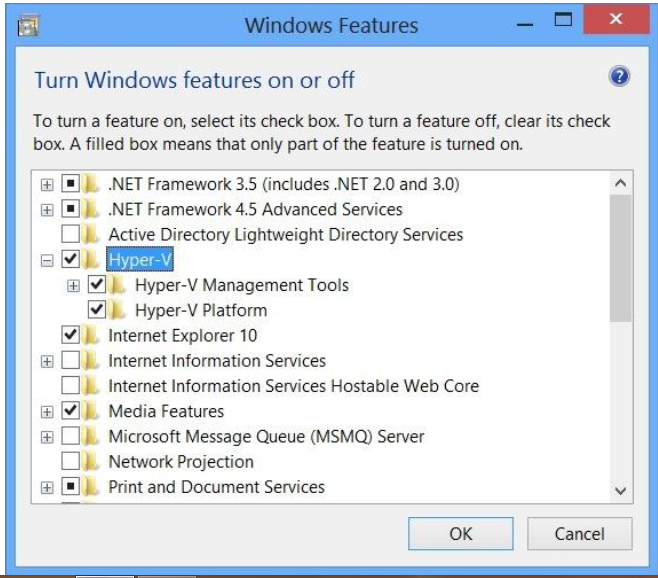 Windows Features
Turn Windows features on or off
To turn a feature on, select its check box. To turn a feature off, clear its check
box. A filled box means that only part of the feature is turned on.
.NET Framework 3.5 (includes .NET 2.0 and 3.0)
.NET Framework 4.5 Advanced Services
Active Directory Lightweight Directory Services
Hyper-V
Hyper-V Management Tools
Hyper-V Platform
Internet Explorer 10
Internet Information Services
Internet Information Services Hostable Web Core
Media Features
Microsoft Message Queue (MSMQ) Server
Network Projection
Print and Document Services
OK Cancel